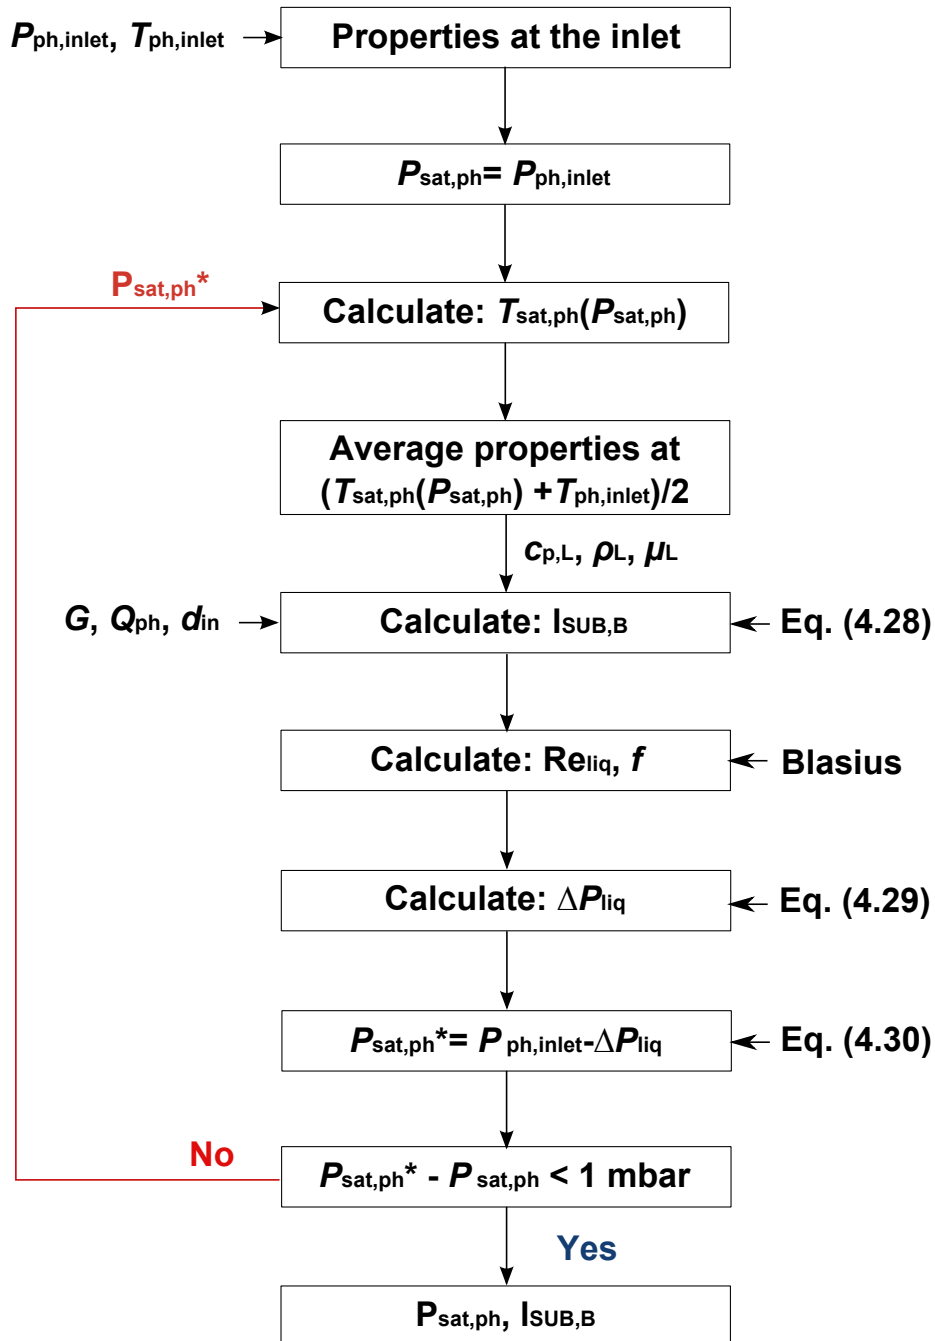 Pph,inlet, Tph,inlet
Properties at the inlet
Psat,ph= Pph,inlet
Psat,ph*
Calculate: Tsat,ph(Psat,ph)
Average properties at
(Tsat,ph(Psat,ph) +Tph,inlet)/2
cp,L, ρL, μL
G, Qph, din
Calculate: ISUB,B
Eq. (4.28)
Calculate: Reliq, f
Blasius
Calculate: ΔPliq
Eq. (4.29)
Psat,ph*= P ph,inlet-ΔPliq
Eq. (4.30)
No
Psat,ph* - P sat,ph < 1 mbar
Yes
Psat,ph, ISUB,B